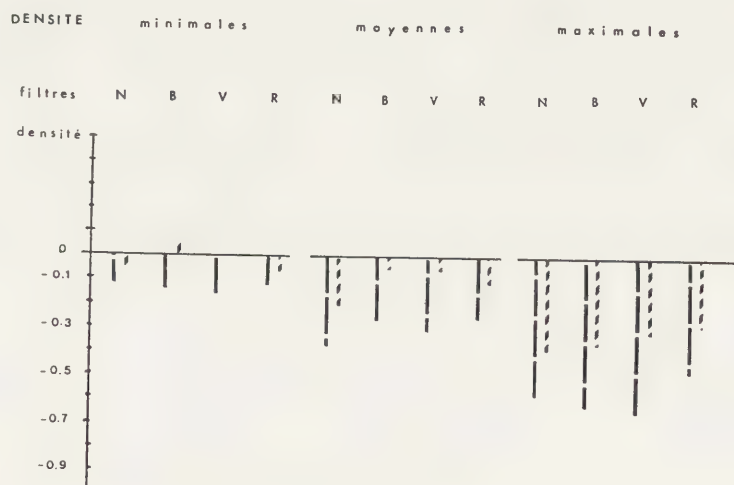 DENSITE minimales moyennes maximales
filtres N B V R N B V R N B V R
densité
0
-0.1
-0.3
-0.5
-0.7
-0.9